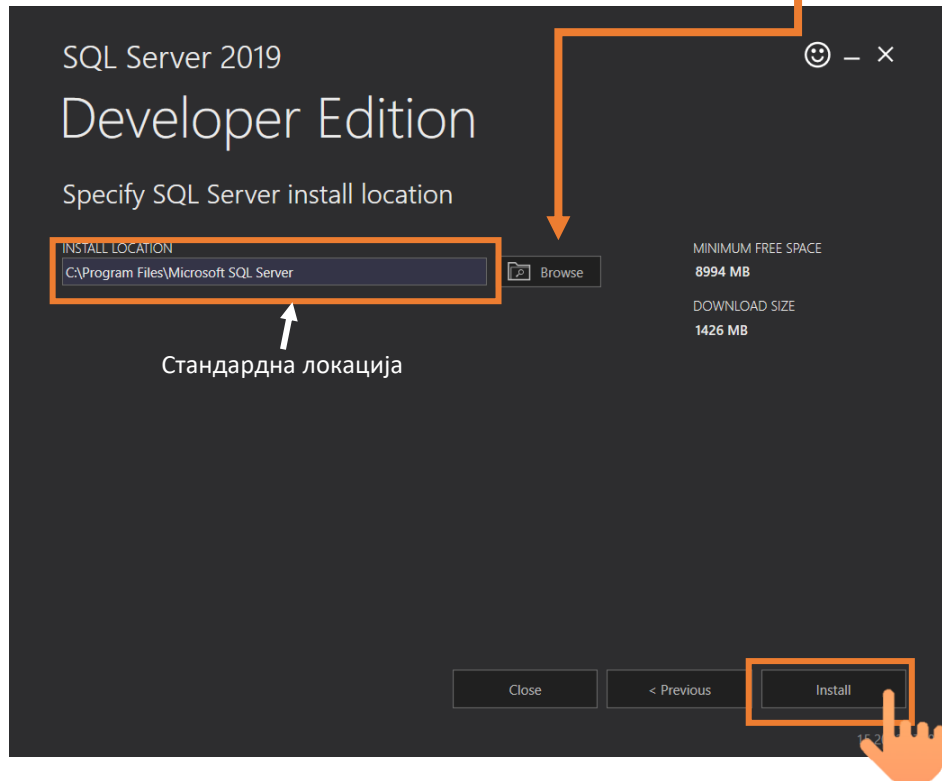 SQL Server 2019
Developer Edition
Specify SQL Server install location
INSTALL LOCATION
C:\Program Files\Microsoft SQL Server
Browse
MINIMUM FREE SPACE
8994 MB
DOWNLOAD SIZE
1426 MB
Стандардна локација
Close
< Previous
Install